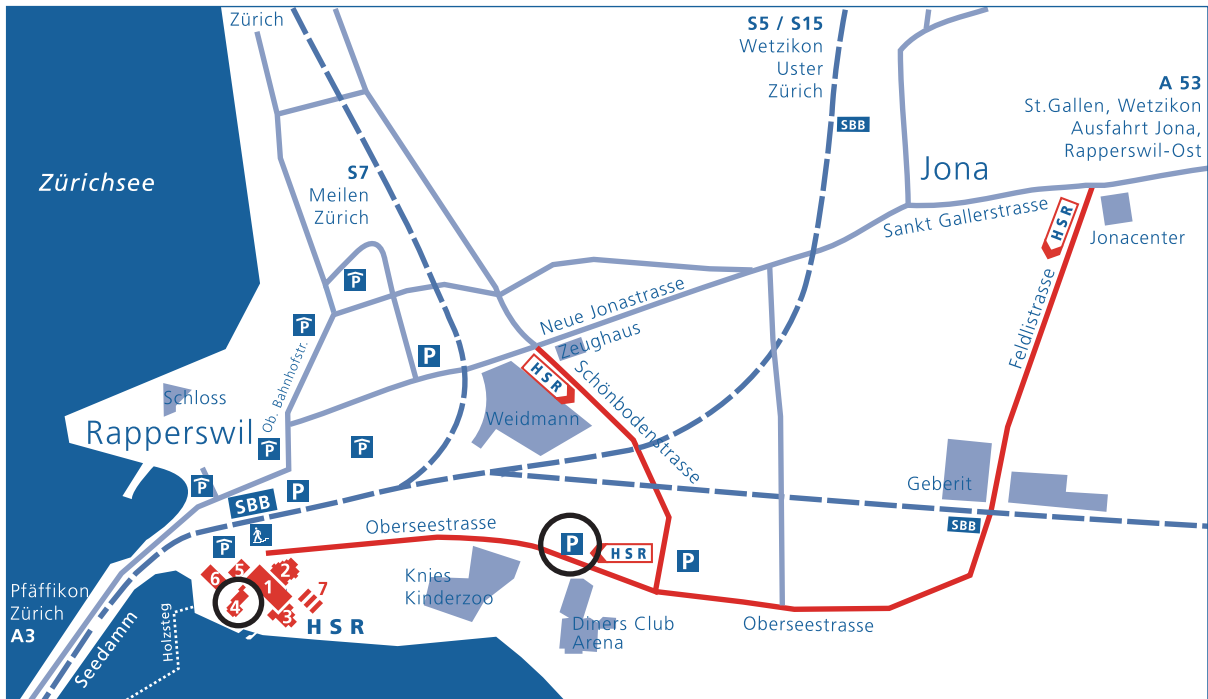 Zürich
S5 / S15
Wetzikon
Uster
Zürich
SBB
A 53
St.Gallen, Wetzikon
Ausfahrt Jona,
Rapperswil-Ost
Zürichsee
S7
Meilen
Zürich
Jona
Sankt Gallerstrasse
HSR
Jonacenter
Feldlistrasse
P
P
P
Neue Jonastrasse
Zeughaus
HSR
Schönbodenstrasse
Weidmann
Schloss
Ob. Bahnhofstr.
Rapperswil
P
P
P
SBB
P
Geberit
SBB
Oberseestrasse
P
HSR
P
P
Knies
Kinderzoo
Diners Club
Arena
Oberseestrasse
Pfäffikon
Zürich
A3
Seedamm
Holzsteg
6
5
1
2
7
4
3
HSR